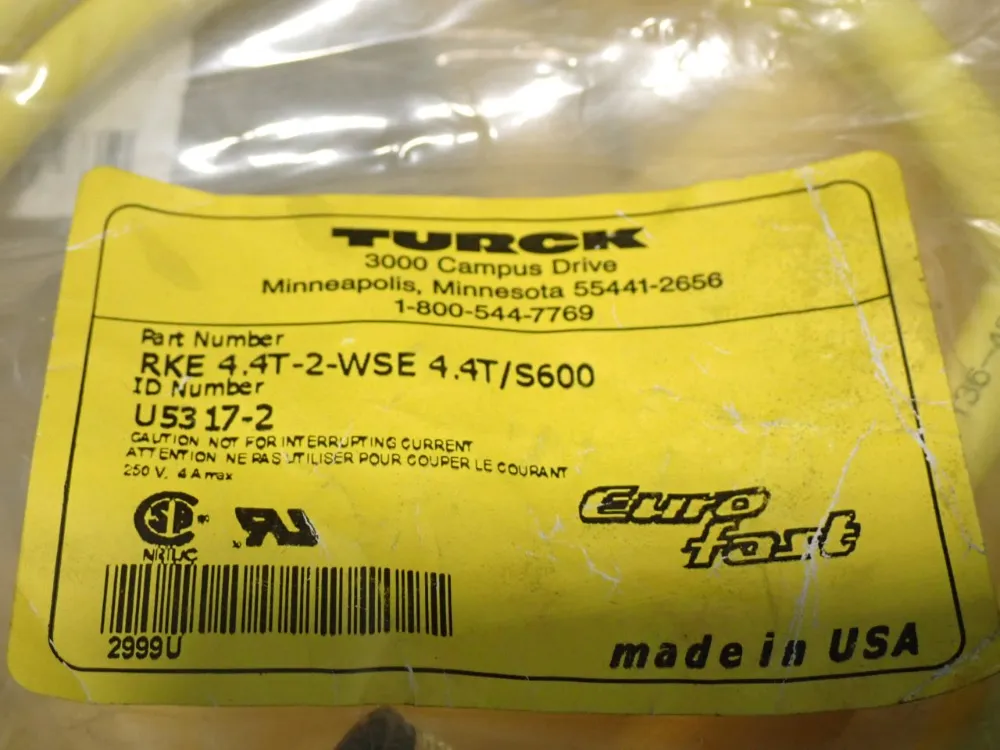 TURCK
3000 Campus Drive
Minneapolis, Minnesota 55441-2656
1-800-544-7769
Part Number
RKE 4.4T-2-WSE 4.4T/S600
ID Number
U5317-2
CAUTION NOT FOR INTERRUPTING CURRENT
ATTENTION NE PAS UTILISER POUR COUPER LE COURANT
250 V, 4 A max
NRTL/C
Euro
fast
2999U
made in USA